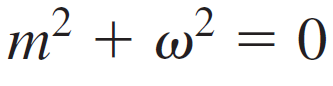 m² + ω² = 0